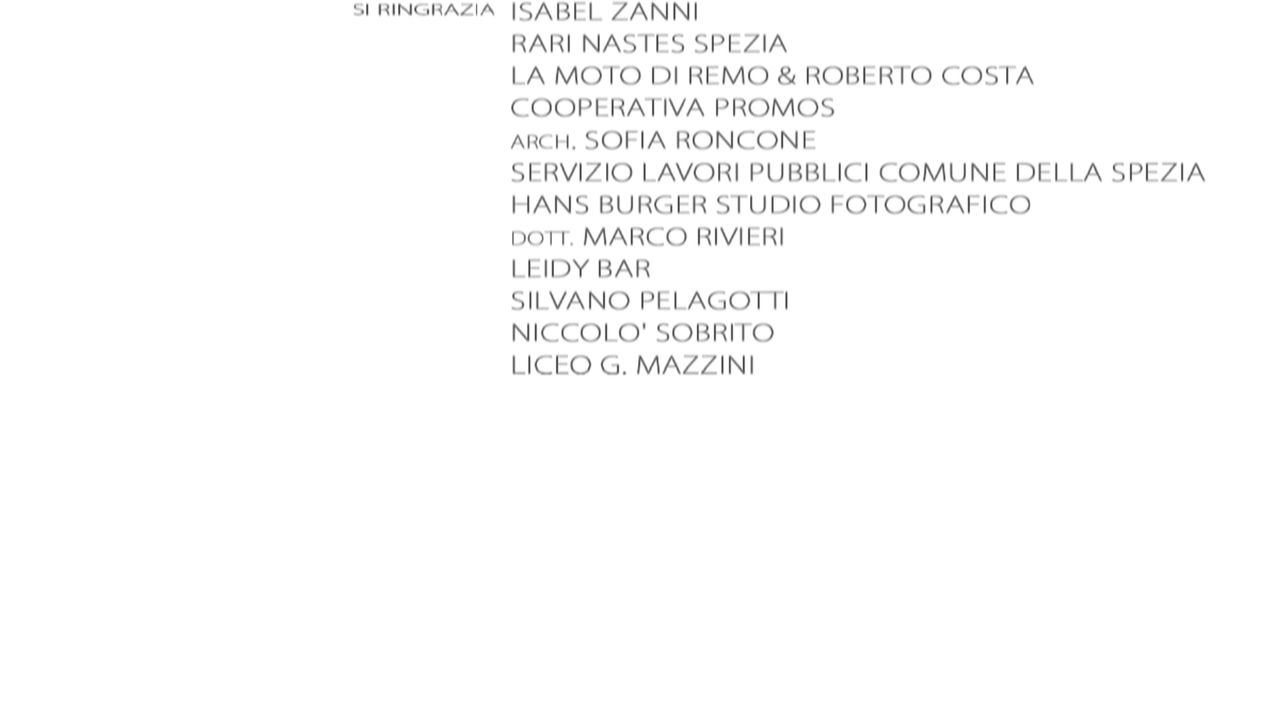 SI RINGRAZIA ISABEL ZANNI
RARI NASTES SPEZIA
LA MOTO DI REMO & ROBERTO COSTA
COOPERATIVA PROMOS
ARCH. SOFIA RONCONE
SERVIZIO LAVORI PUBBLICI COMUNE DELLA SPEZIA
HANS BURGER STUDIO FOTOGRAFICO
DOTT. MARCO RIVIERI
LEIDY BAR
SILVANO PELAGOTTI
NICCOLO' SOBRITO
LICEO G. MAZZINI